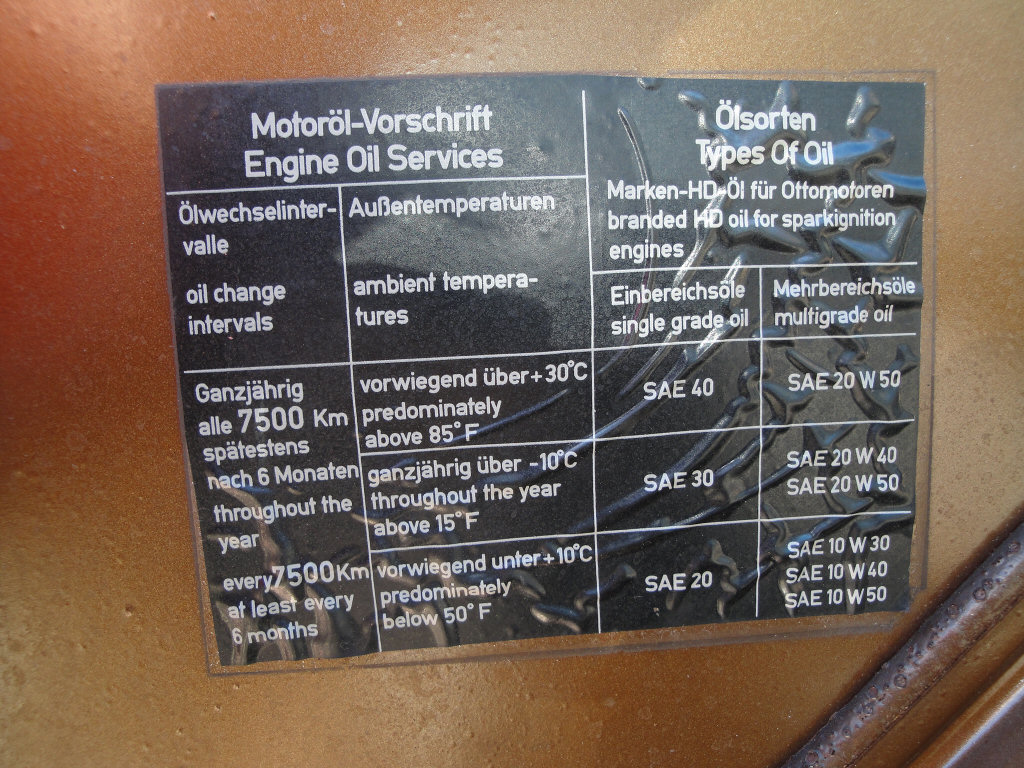 Motoröl-Vorschrift
Engine Oil Services
Ölsorten
Types Of Oil
Marken-HD-Öl für Ottomotoren
branded HD oil for sparkignition
engines
Ölwechselinter-
valle
oil change
intervals
Außentemperaturen
ambient tempera-
tures
Einbereichsöle
single grade oil
Mehrbereichsöle
multigrade oil
Ganzjährig
alle 7500 Km
spätestens
nach 6 Monaten
throughout the
year
every 7500 Km
at least every
6 months
vorwiegend über +30°C
predominately
above 85°F
SAE 40
SAE 20 W 50
ganzjährig über -10°C
throughout the year
above 15°F
SAE 30
SAE 20 W 40
SAE 20 W 50
vorwiegend unter +10°C
predominately
below 50°F
SAE 20
SAE 10 W 30
SAE 10 W 40
SAE 10 W 50